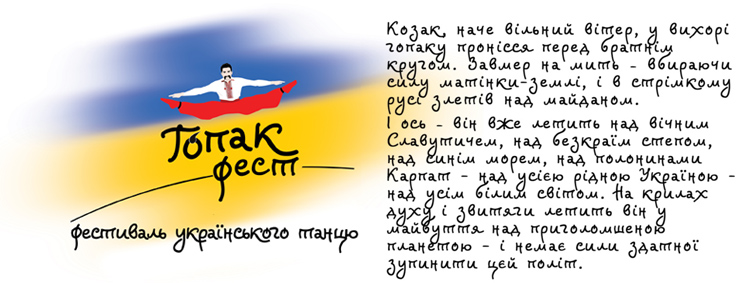 Гопак
фест
фестиваль українського танцю
Козак, наче вільний вітер, у вихорі
гопаку пронісся перед братнім
кругом. Завмер на мить - вбираючи
силу матінки-землі, і в стрімкому
русі злетів над майданом.
І ось - він вже летить над вічним
Славутичем, над безкраїм степом,
над синім морем, над полонинами
Карпат - над усією рідною Україною -
над усім білим світом. На крилах
духу і звитяги летить він у
майбуття над приголомшеною
планетою - і немає сили здатної
зупинити цей політ.